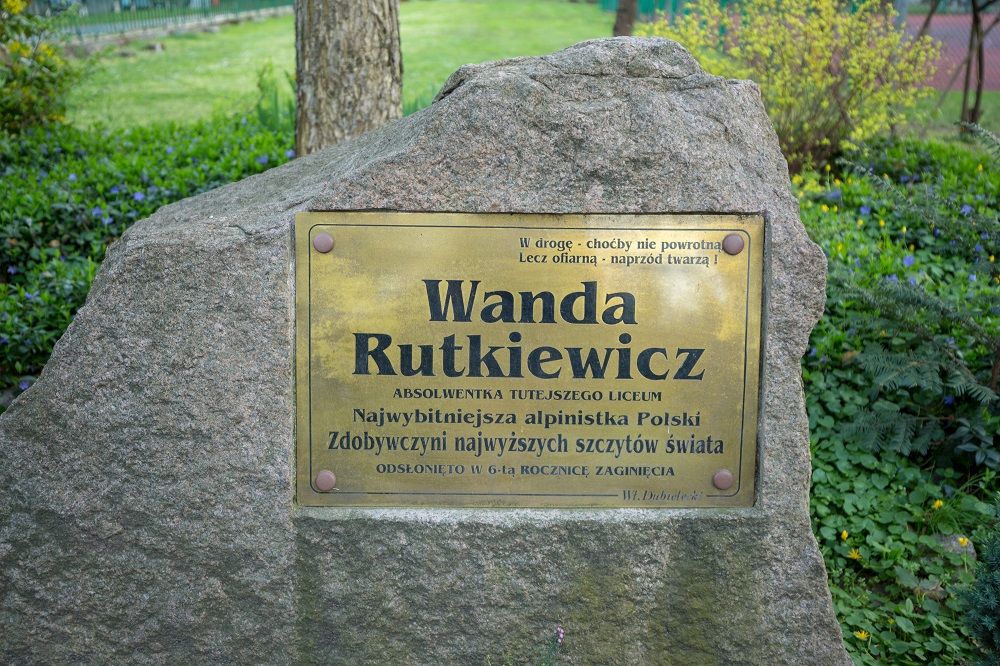 W drogę - choćby nie powrotną
Lecz ofiarną - naprzód twarzą !
Wanda
Rutkiewicz
ABSOLWENTKA TUTEJSZEGO LICEUM
Najwybitniejsza alpinistka Polski
Zdobywczyni najwyższych szczytów świata
ODSŁONIĘTO W 6-tą ROCZNICĘ ZAGINIĘCIA
Wł.